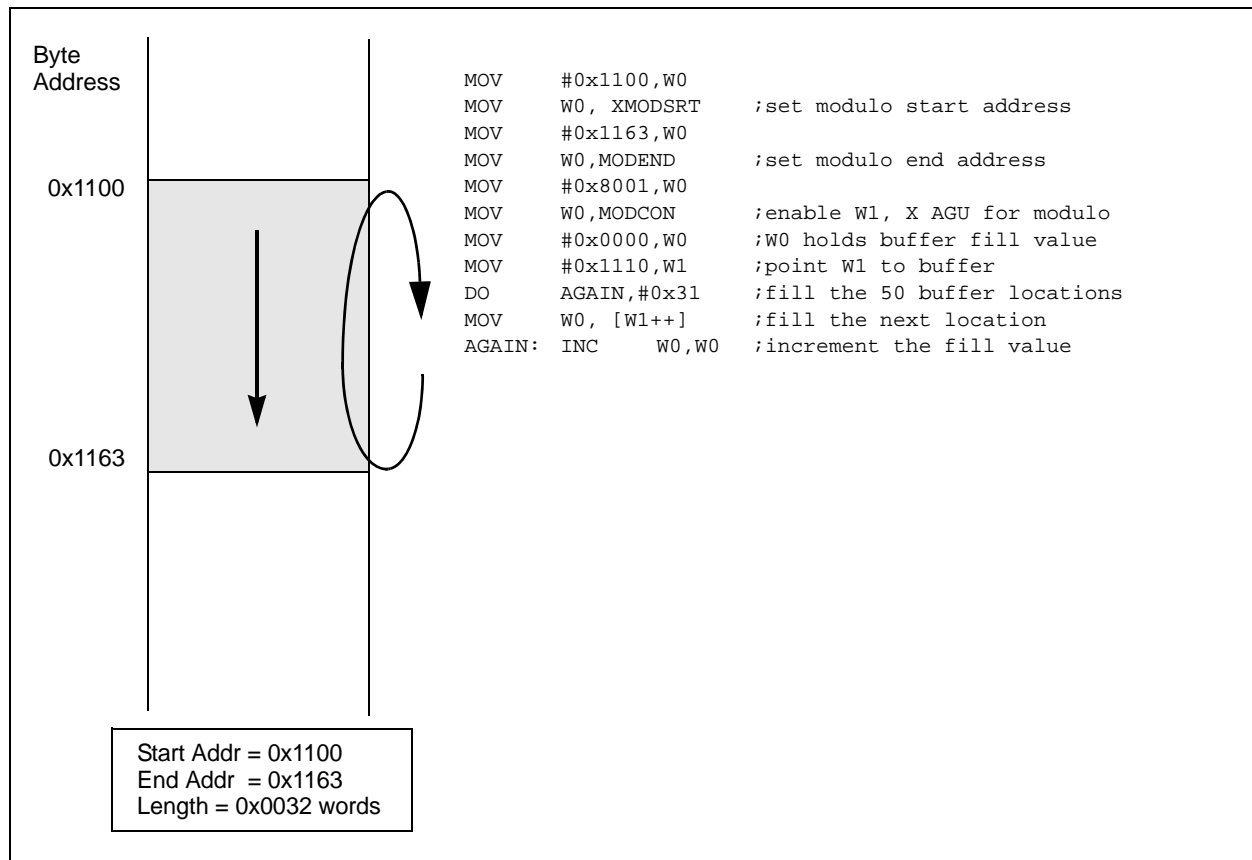 Byte
Address
0x1100
0x1163
MOV #0x1100,W0
MOV W0, XMODSRT ;set modulo start address
MOV #0x1163,W0
MOV W0,MODEND ;set modulo end address
MOV #0x8001,W0
MOV W0,MODCON ;enable W1, X AGU for modulo
MOV #0x0000,W0 ;W0 holds buffer fill value
MOV #0x1110,W1 ;point W1 to buffer
DO AGAIN,#0x31 ;fill the 50 buffer locations
MOV W0, [W1++] ;fill the next location
AGAIN: INC W0,W0 ;increment the fill value
Start Addr = 0x1100
End Addr = 0x1163
Length = 0x0032 words